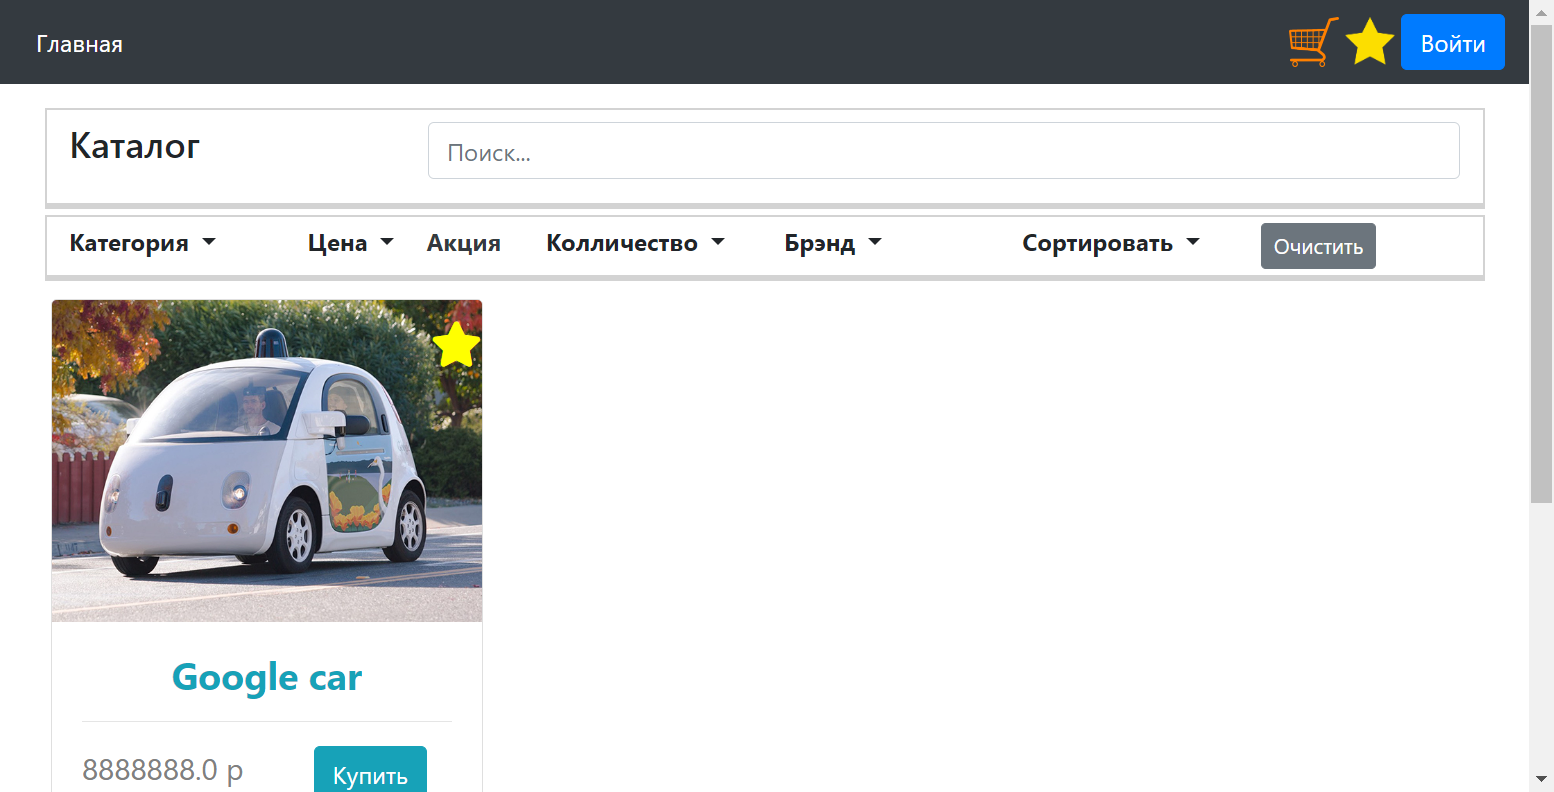 Главная
Войти
Каталог
Поиск...
Категория
Цена
Акция
Колличество
Брэнд
Сортировать
Очистить
Google car
8888888.0 р
Купить